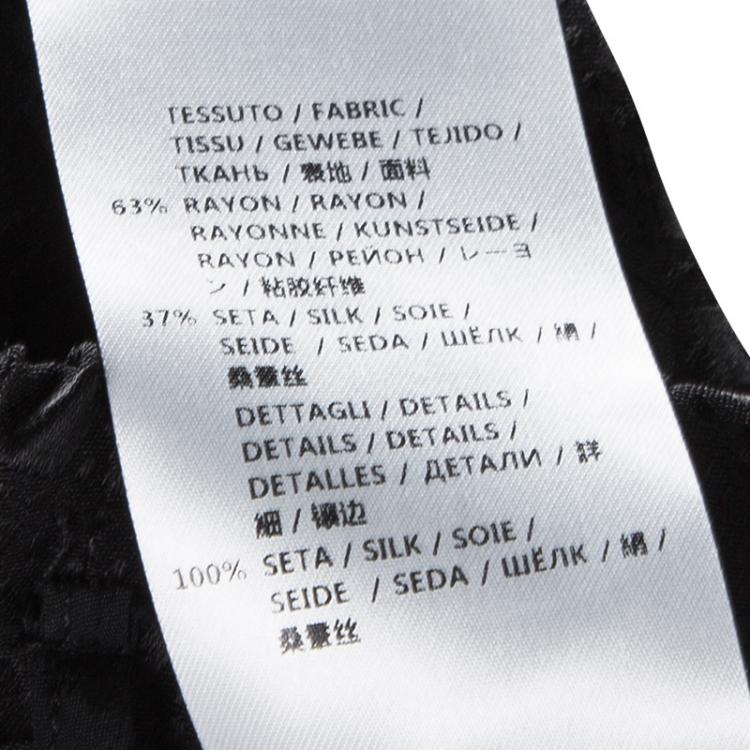 TESSUTO / FABRIC /
TISSU / GEWEBE / TEJIDO /
ТКАНЬ / 表地 / 面料
63% RAYON / RAYON /
RAYONNE / KUNSTSEIDE /
RAYON / РЕЙОН / レーヨ
ン / 粘胶纤维
37% SETA / SILK / SOIE /
SEIDE / SEDA / ШЁЛК / 絹 /
桑蚕丝
DETTAGLI / DETAILS /
DETAILS / DETAILS /
DETALLES / ДЕТАЛИ / 詳
細 / 镶边
100% SETA / SILK / SOIE /
SEIDE / SEDA / ШЁЛК / 絹 /
桑蚕丝